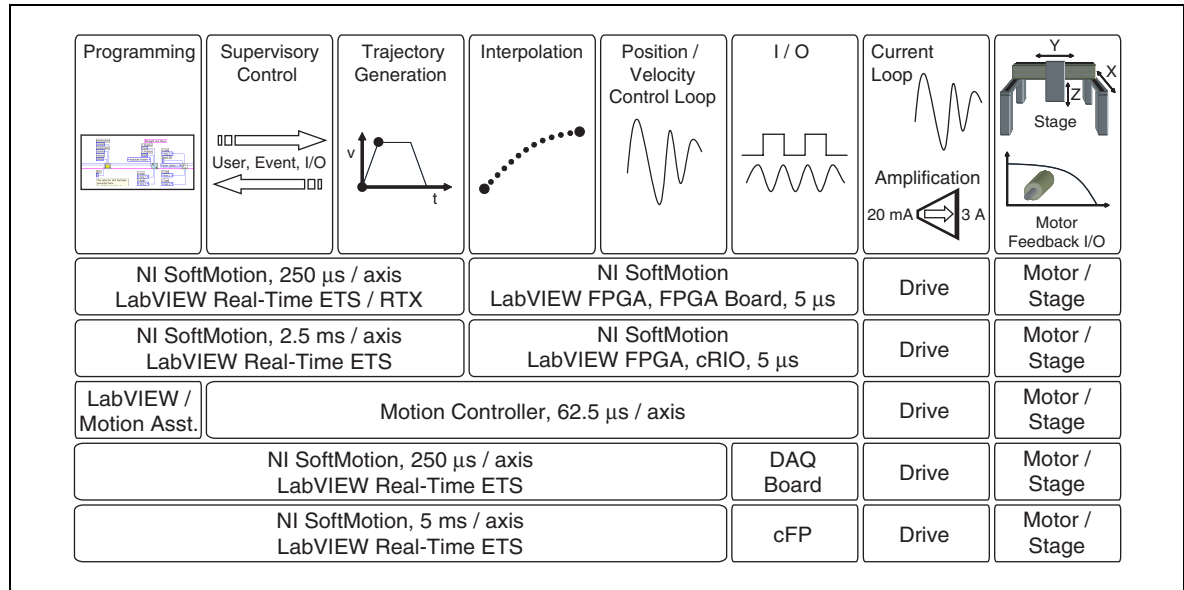 Programming
Supervisory
Control
User, Event, I/O
Trajectory
Generation
v
t
Interpolation
Position /
Velocity
Control Loop
I / O
Current
Loop
Amplification
20 mA
3 A
Y
X
Z
Stage
Motor
Feedback I/O
NI SoftMotion, 250 μs / axis
LabVIEW Real-Time ETS / RTX
NI SoftMotion
LabVIEW FPGA, FPGA Board, 5 μs
Drive
Motor /
Stage
NI SoftMotion, 2.5 ms / axis
LabVIEW Real-Time ETS
NI SoftMotion
LabVIEW FPGA, cRIO, 5 μs
Drive
Motor /
Stage
LabVIEW /
Motion Asst.
Motion Controller, 62.5 μs / axis
Drive
Motor /
Stage
NI SoftMotion, 250 μs / axis
LabVIEW Real-Time ETS
DAQ
Board
Drive
Motor /
Stage
NI SoftMotion, 5 ms / axis
LabVIEW Real-Time ETS
cFP
Drive
Motor /
Stage